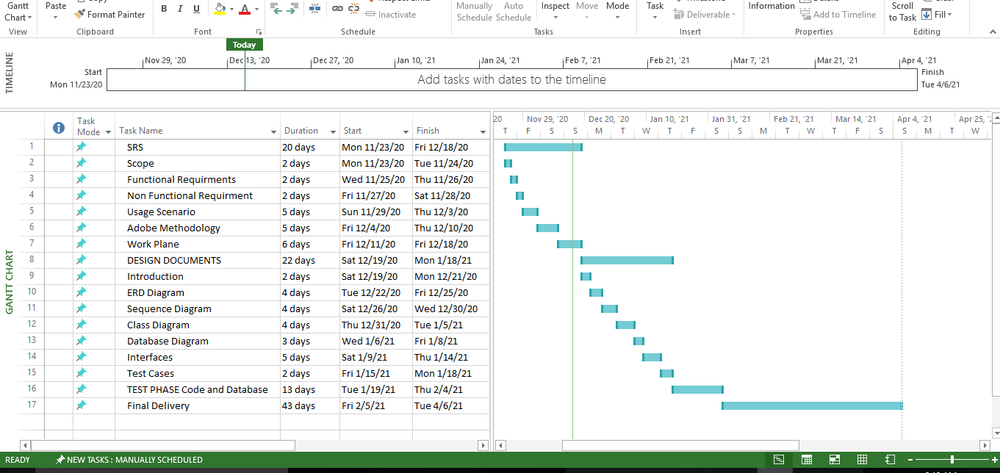 Gantt Chart
Paste
Copy
Format Painter
B I U
A
Inactivate
Manually Schedule
Auto Schedule
Inspect
Move
Mode
Task
Deliverable
Information
Details
Add to Timeline
Scroll to Task
Clear
Fill
View
Clipboard
Font
Schedule
Tasks
Insert
Properties
Editing
TIMELINE
Today
Nov 29, '20 Dec 13, '20 Dec 27, '20 Jan 10, '21 Jan 24, '21 Feb 7, '21 Feb 21, '21 Mar 7, '21 Mar 21, '21 Apr 4, '21
Start
Mon 11/23/20
Add tasks with dates to the timeline
Finish
Tue 4/6/21
GANTT CHART
Task Mode Task Name Duration Start Finish
1 SRS 20 days Mon 11/23/20 Fri 12/18/20
2 Scope 2 days Mon 11/23/20 Tue 11/24/20
3 Functional Requirments 2 days Wed 11/25/20 Thu 11/26/20
4 Non Functional Requirment 2 days Fri 11/27/20 Sat 11/28/20
5 Usage Scenario 5 days Sun 11/29/20 Thu 12/3/20
6 Adobe Methodology 5 days Fri 12/4/20 Thu 12/10/20
7 Work Plane 6 days Fri 12/11/20 Fri 12/18/20
8 DESIGN DOCUMENTS 22 days Sat 12/19/20 Mon 1/18/21
9 Introduction 2 days Sat 12/19/20 Mon 12/21/20
10 ERD Diagram 4 days Tue 12/22/20 Fri 12/25/20
11 Sequence Diagram 4 days Sat 12/26/20 Wed 12/30/20
12 Class Diagram 4 days Thu 12/31/20 Tue 1/5/21
13 Database Diagram 3 days Wed 1/6/21 Fri 1/8/21
14 Interfaces 5 days Sat 1/9/21 Thu 1/14/21
15 Test Cases 2 days Fri 1/15/21 Mon 1/18/21
16 TEST PHASE Code and Database 13 days Tue 1/19/21 Thu 2/4/21
17 Final Delivery 43 days Fri 2/5/21 Tue 4/6/21
20 Nov 29, '20 Dec 20, '20 Jan 10, '21 Jan 31, '21 Feb 21, '21 Mar 14, '21 Apr 4, '21 Apr 25,
T F S S M T W T F S S M T W T F S S M T W
READY
NEW TASKS : MANUALLY SCHEDULED